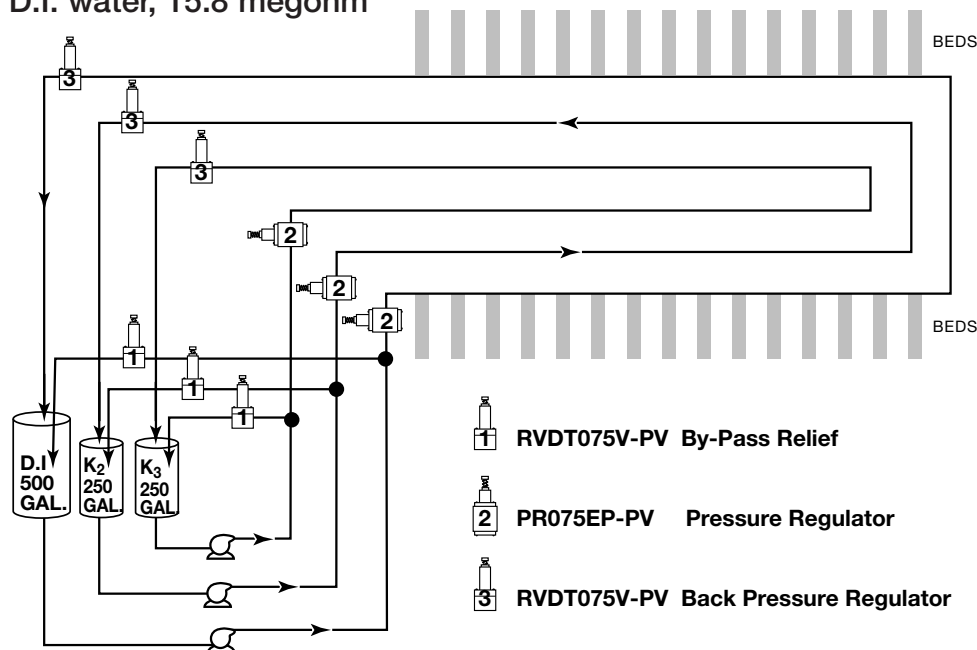 D.I. water, 15.8 megohm
BEDS
3
3
3
2
2
2
BEDS
1
1
1
D.I
500
GAL.
K2
250
GAL.
K3
250
GAL.
1 RVDT075V-PV By-Pass Relief
2 PR075EP-PV Pressure Regulator
3 RVDT075V-PV Back Pressure Regulator